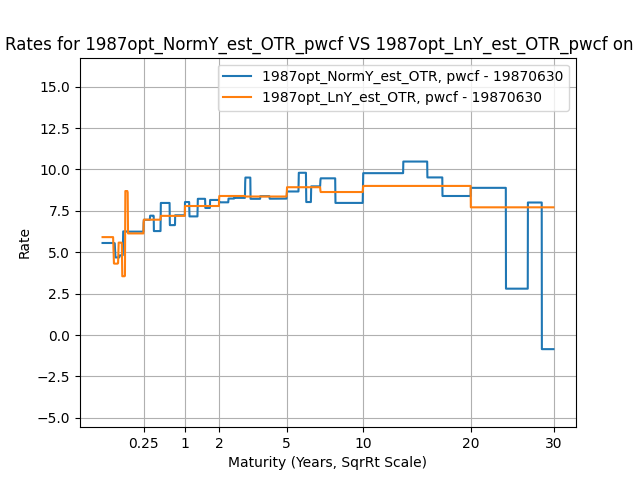 Rates for 1987opt_NormY_est_OTR_pwcf VS 1987opt_LnY_est_OTR_pwcf on
1987opt_NormY_est_OTR, pwcf - 19870630
1987opt_LnY_est_OTR, pwcf - 19870630
15.0
12.5
10.0
7.5
5.0
2.5
0.0
−2.5
−5.0
Rate
0.25 1 2 5 10 20 30
Maturity (Years, SqrRt Scale)